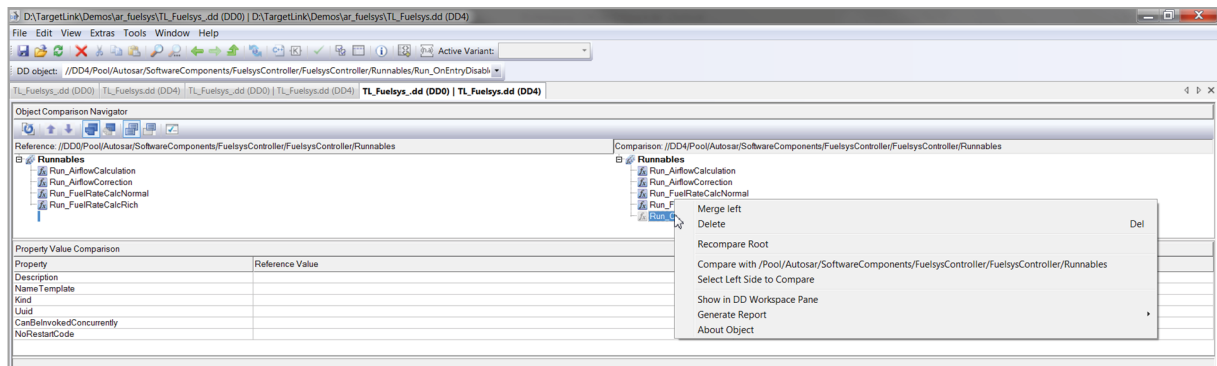 D:\TargetLink\Demos\ar_fuelsys\TL_Fuelsys_.dd (DD0) | D:\TargetLink\Demos\ar_fuelsys\TL_Fuelsys.dd (DD4)
File Edit View Extras Tools Window Help
Active Variant:
DD object: //DD4/Pool/Autosar/SoftwareComponents/FuelsysController/FuelsysController/Runnables/Run_OnEntryDisabl
TL_Fuelsys_.dd (DD0) TL_Fuelsys.dd (DD4) TL_Fuelsys_.dd (DD0) | TL_Fuelsys.dd (DD4) TL_Fuelsys_.dd (DD0) | TL_Fuelsys.dd (DD4)
Object Comparison Navigator
Reference: //DD0/Pool/Autosar/SoftwareComponents/FuelsysController/FuelsysController/Runnables Comparison: //DD4/Pool/Autosar/SoftwareComponents/FuelsysController/FuelsysController/Runnables
Runnables Runnables
Run_AirflowCalculation Run_AirflowCalculation
Run_AirflowCorrection Run_AirflowCorrection
Run_FuelRateCalcNormal Run_FuelRateCalcNormal
Run_FuelRateCalcRich Run_F
Run_O
Merge left
Delete Del
Recompare Root
Compare with /Pool/Autosar/SoftwareComponents/FuelsysController/FuelsysController/Runnables
Select Left Side to Compare
Show in DD Workspace Pane
Generate Report
About Object
Property Value Comparison
Property Reference Value
Description
NameTemplate
Kind
Uuid
CanBeInvokedConcurrently
NoRestartCode